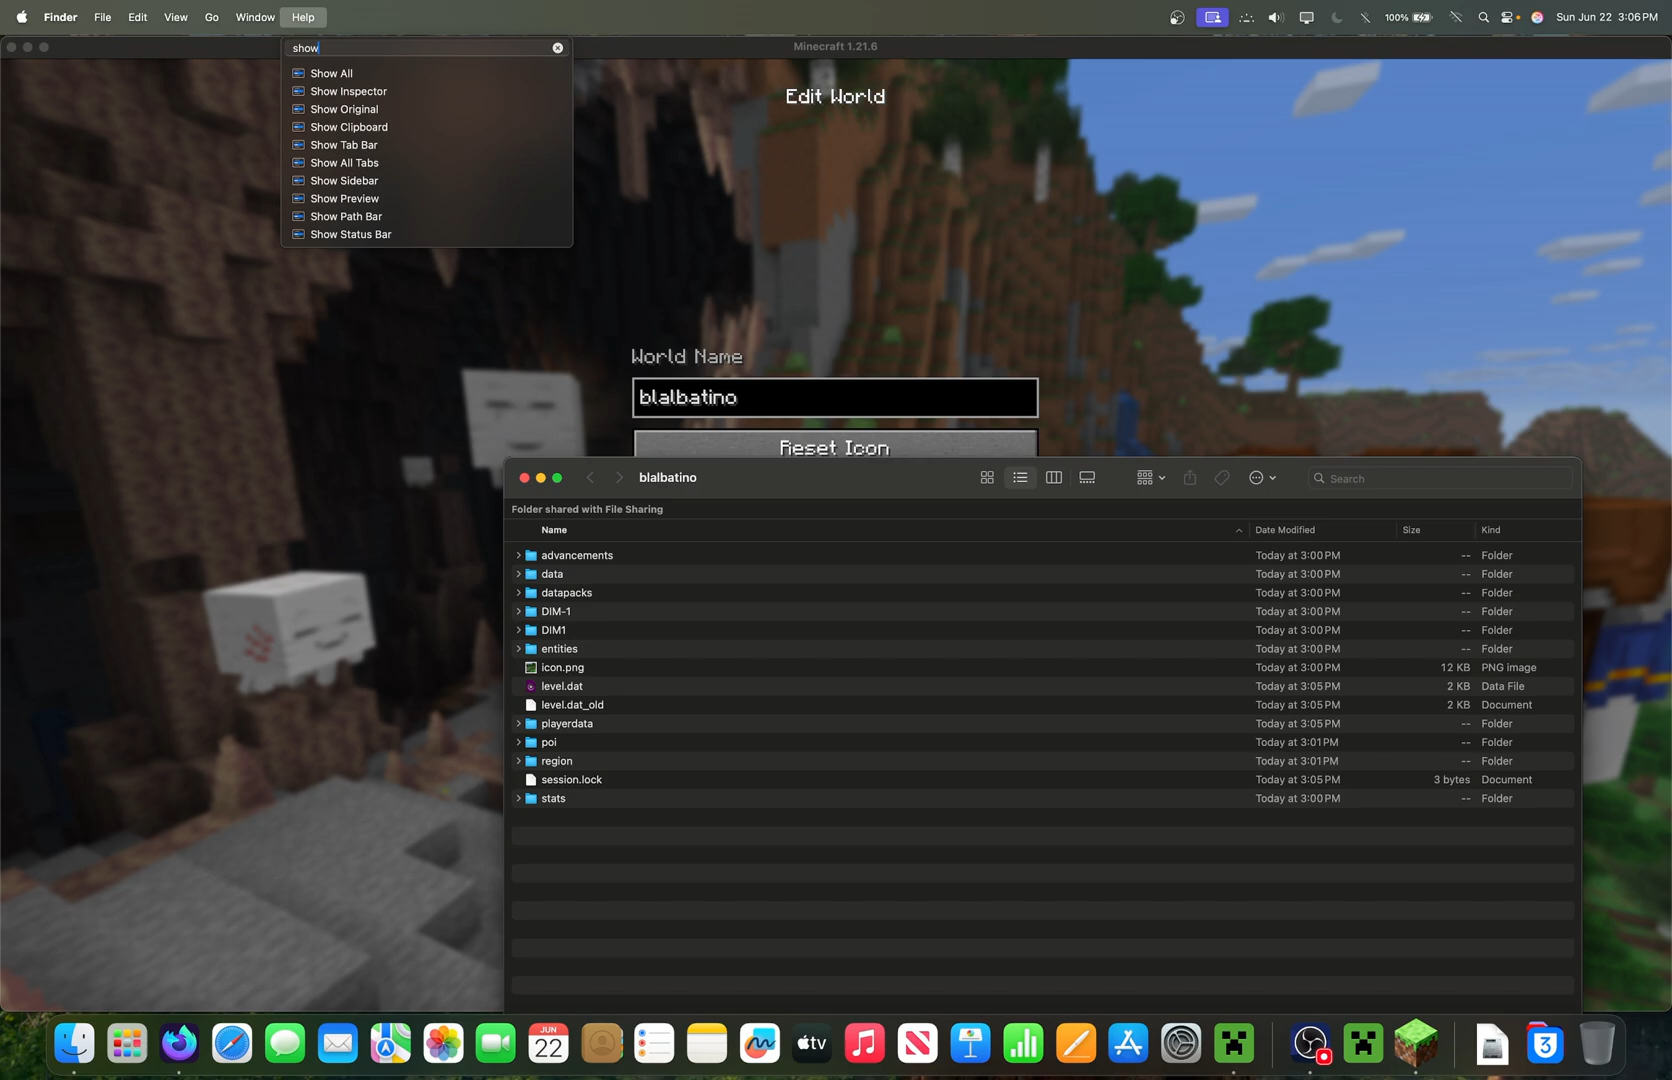 Finder File Edit View Go Window Help 100% Sun Jun 22 3:06 PM
Minecraft 1.21.6
show
Show All
Show Inspector
Show Original
Show Clipboard
Show Tab Bar
Show All Tabs
Show Sidebar
Show Preview
Show Path Bar
Show Status Bar
Edit World
World Name
blalbatino
Reset Icon
blalbatino Search
Folder shared with File Sharing
Name Date Modified Size Kind
advancements Today at 3:00 PM -- Folder
data Today at 3:00 PM -- Folder
datapacks Today at 3:00 PM -- Folder
DIM-1 Today at 3:00 PM -- Folder
DIM1 Today at 3:00 PM -- Folder
entities Today at 3:00 PM -- Folder
icon.png Today at 3:00 PM 12 KB PNG image
level.dat Today at 3:05 PM 2 KB Data File
level.dat_old Today at 3:05 PM 2 KB Document
playerdata Today at 3:05 PM -- Folder
poi Today at 3:01 PM -- Folder
region Today at 3:01 PM -- Folder
session.lock Today at 3:05 PM 3 bytes Document
stats Today at 3:00 PM -- Folder
JUN
22
tv
3